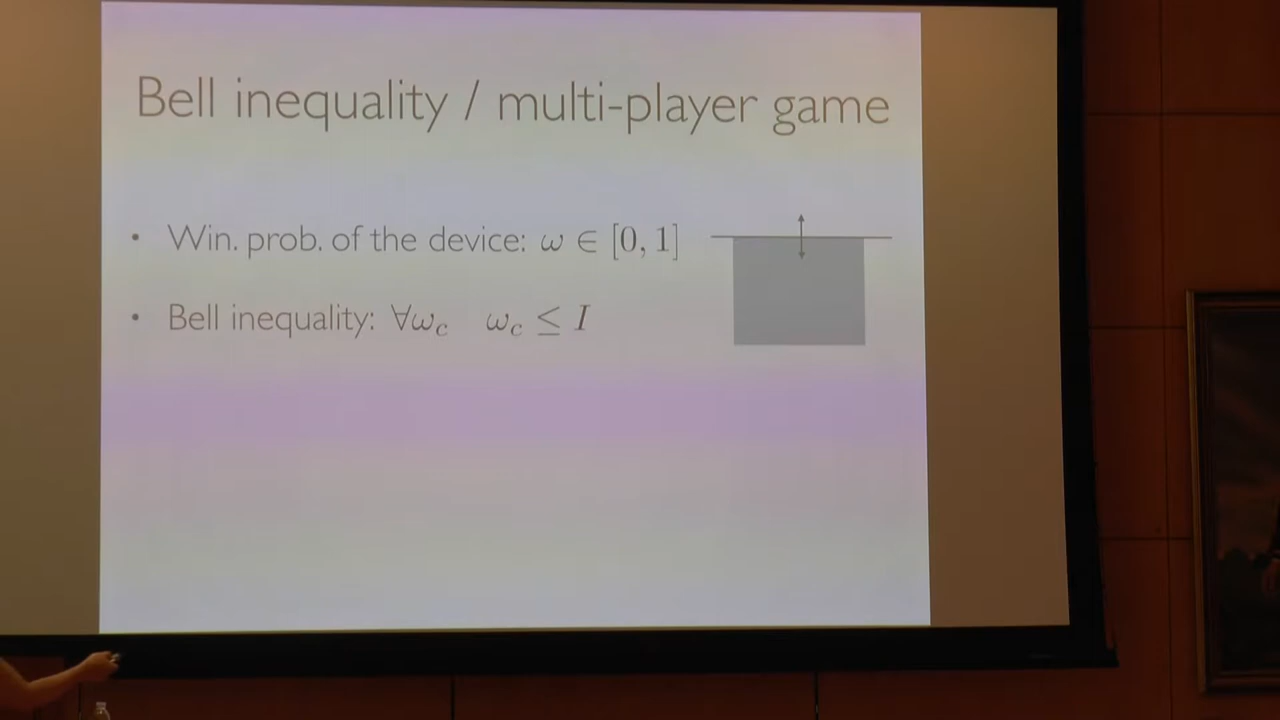 Bell inequality / multi-player game
• Win. prob. of the device: ω ∈ [0, 1]
• Bell inequality: ∀ω_c ω_c ≤ I